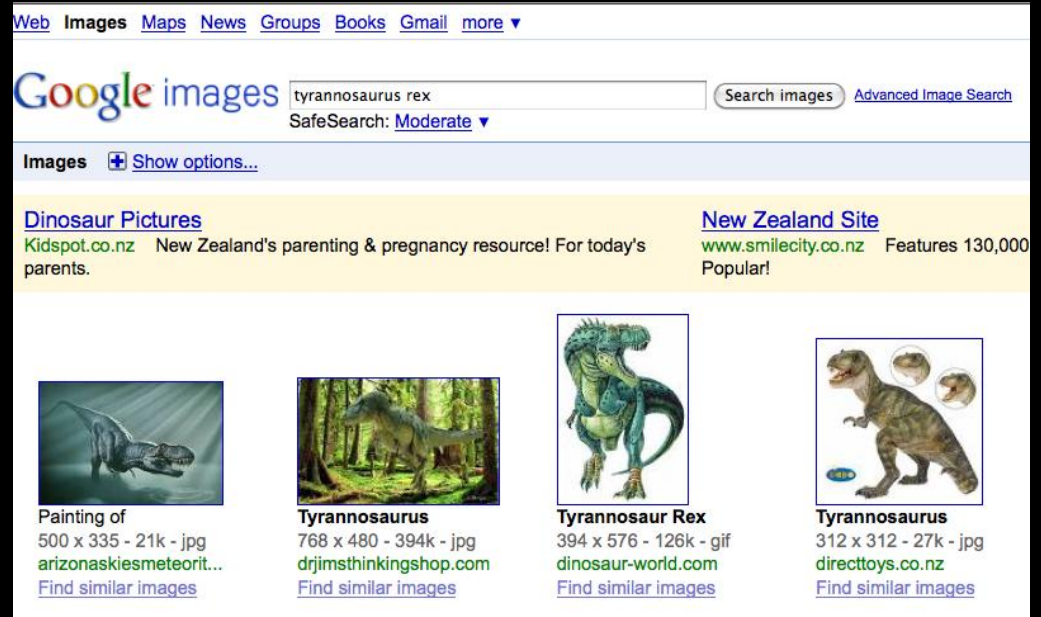 Web Images Maps News Groups Books Gmail more ▼
Google images tyrannosaurus rex Search images Advanced Image Search
SafeSearch: Moderate ▼
Images + Show options...
Dinosaur Pictures
Kidspot.co.nz New Zealand's parenting & pregnancy resource! For today's
parents.
New Zealand Site
www.smilecity.co.nz Features 130,000
Popular!
Painting of
500 x 335 - 21k - jpg
arizonaskiesmeteorit...
Find similar images
Tyrannosaurus
768 x 480 - 394k - jpg
drjimsthinkingshop.com
Find similar images
Tyrannosaur Rex
394 x 576 - 126k - gif
dinosaur-world.com
Find similar images
Tyrannosaurus
312 x 312 - 27k - jpg
directtoys.co.nz
Find similar images